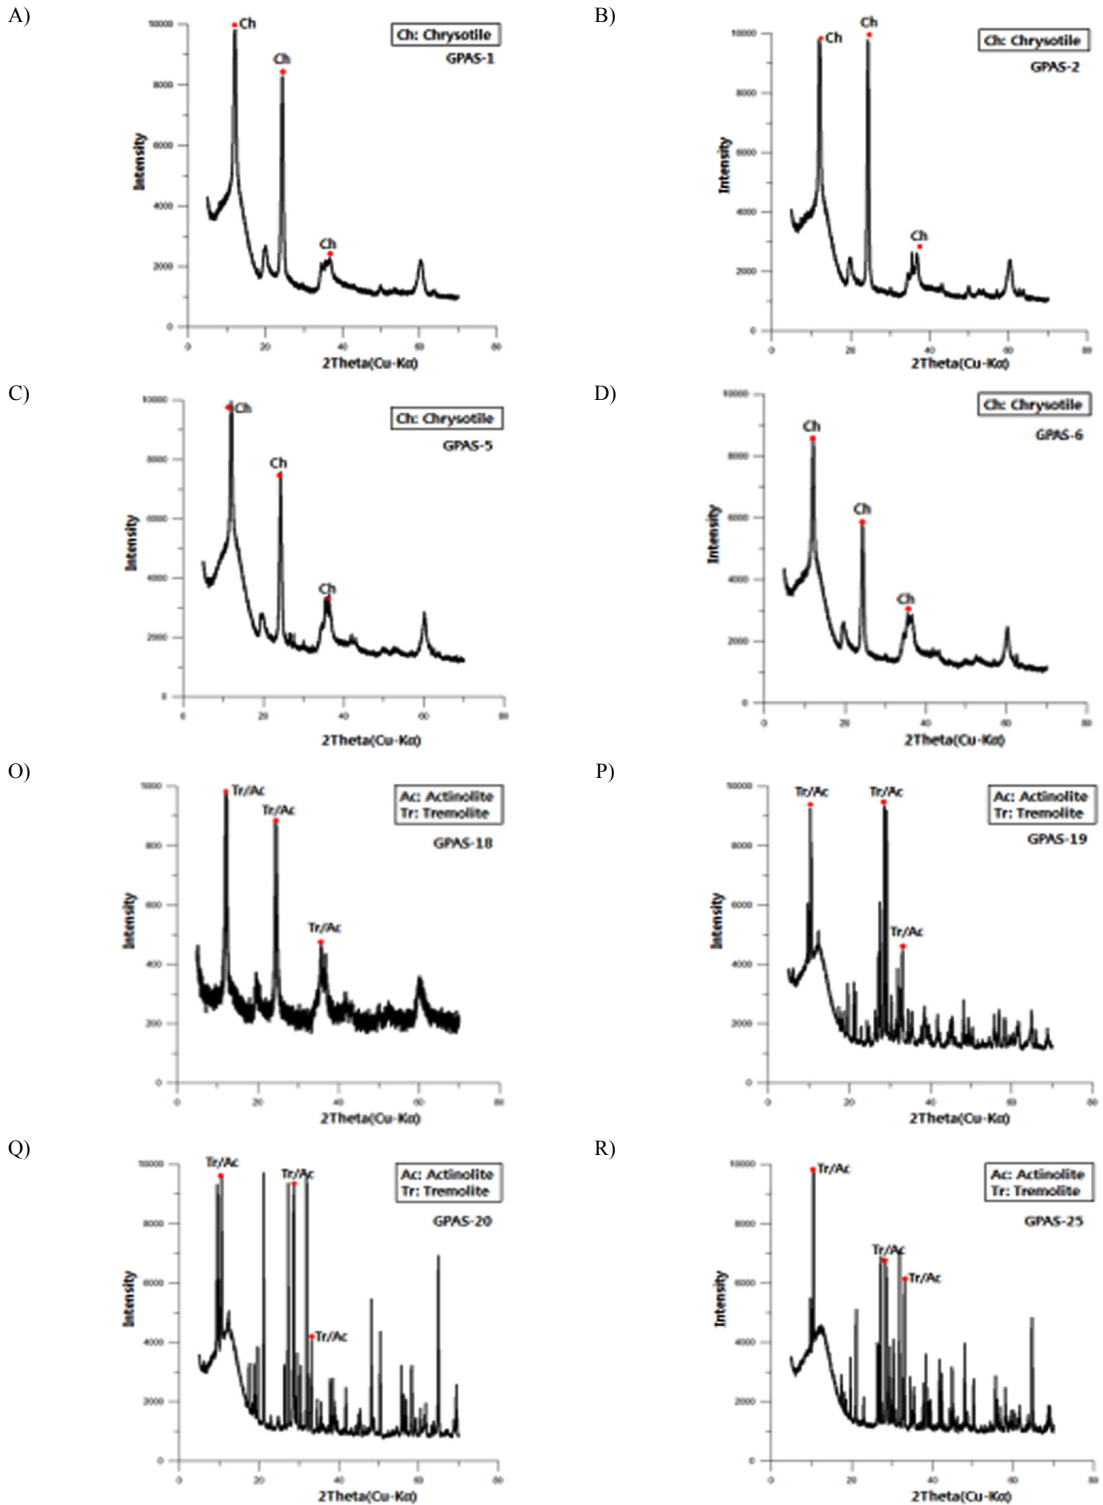 A)
10000
8000
6000
4000
2000
0
0
20
40
60
80
Intensity
2Theta(Cu-Kα)
Ch
Ch
Ch
Ch: Chrysotile
GPAS-1
B)
10000
8000
6000
4000
2000
0
0
20
40
60
80
Intensity
2Theta(Cu-Kα)
Ch
Ch
Ch
Ch: Chrysotile
GPAS-2
C)
10000
8000
6000
4000
2000
0
0
20
40
60
80
Intensity
2Theta(Cu-Kα)
Ch
Ch
Ch
Ch: Chrysotile
GPAS-5
D)
10000
8000
6000
4000
2000
0
0
20
40
60
80
Intensity
2Theta(Cu-Kα)
Ch
Ch
Ch
Ch: Chrysotile
GPAS-6
O)
1000
800
600
400
200
0
0
20
40
60
80
Intensity
2Theta(Cu-Kα)
Tr/Ac
Tr/Ac
Tr/Ac
Ac: Actinolite
Tr: Tremolite
GPAS-18
P)
10000
8000
6000
4000
2000
0
0
20
40
60
80
Intensity
2Theta(Cu-Kα)
Tr/Ac
Tr/Ac
Tr/Ac
Ac: Actinolite
Tr: Tremolite
GPAS-19
Q)
10000
8000
6000
4000
2000
0
0
20
40
60
80
Intensity
2Theta(Cu-Kα)
Tr/Ac
Tr/Ac
Tr/Ac
Ac: Actinolite
Tr: Tremolite
GPAS-20
R)
10000
8000
6000
4000
2000
0
0
20
40
60
80
Intensity
2Theta(Cu-Kα)
Tr/Ac
Tr/Ac
Tr/Ac
Ac: Actinolite
Tr: Tremolite
GPAS-25